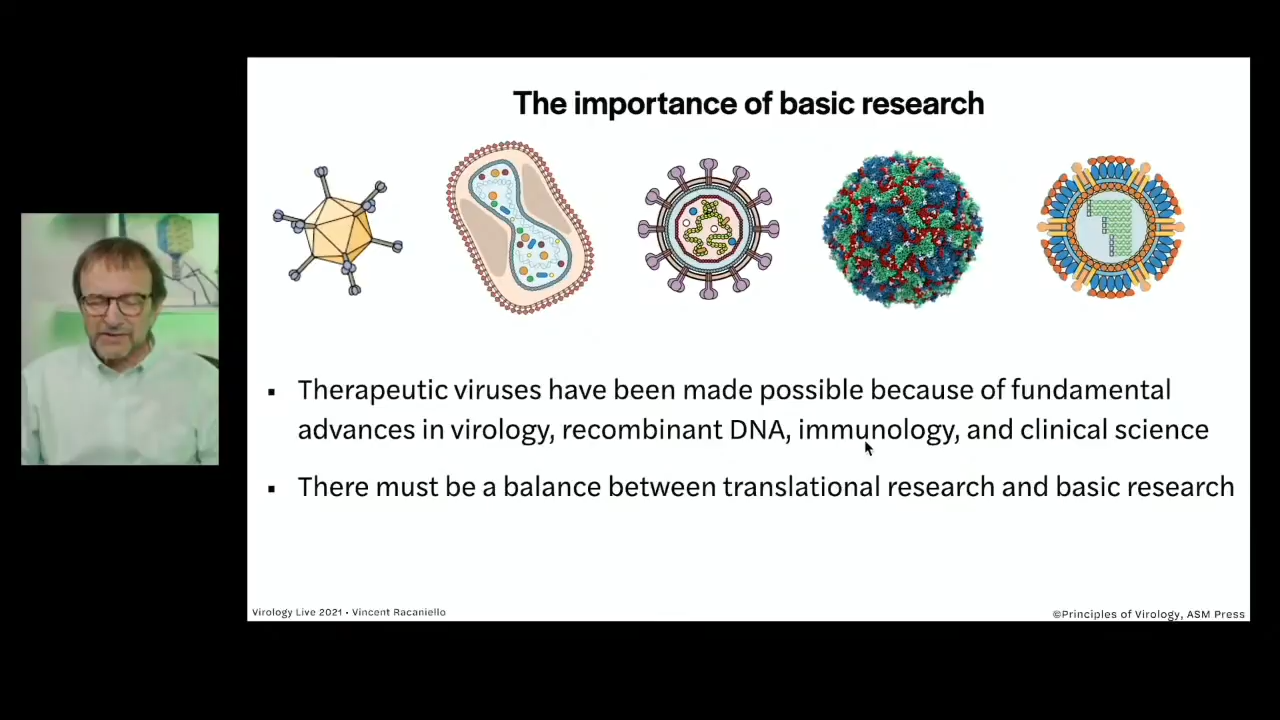 The importance of basic research
▪ Therapeutic viruses have been made possible because of fundamental
advances in virology, recombinant DNA, immunology, and clinical science
▪ There must be a balance between translational research and basic research
Virology Live 2021 • Vincent Racaniello
©Principles of Virology, ASM Press